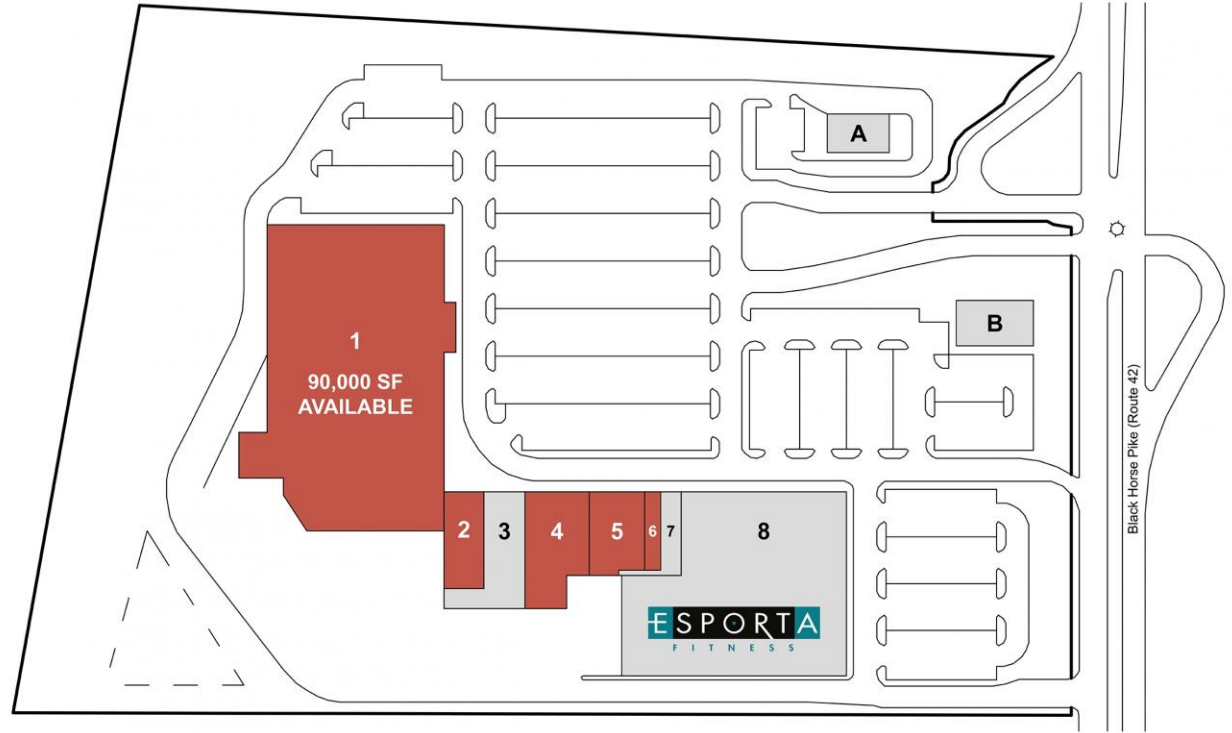 A
B
1
90,000 SF
AVAILABLE
Black Horse Pike (Route 42)
2
3
4
5
6
7
8
ESPORTA
FITNESS